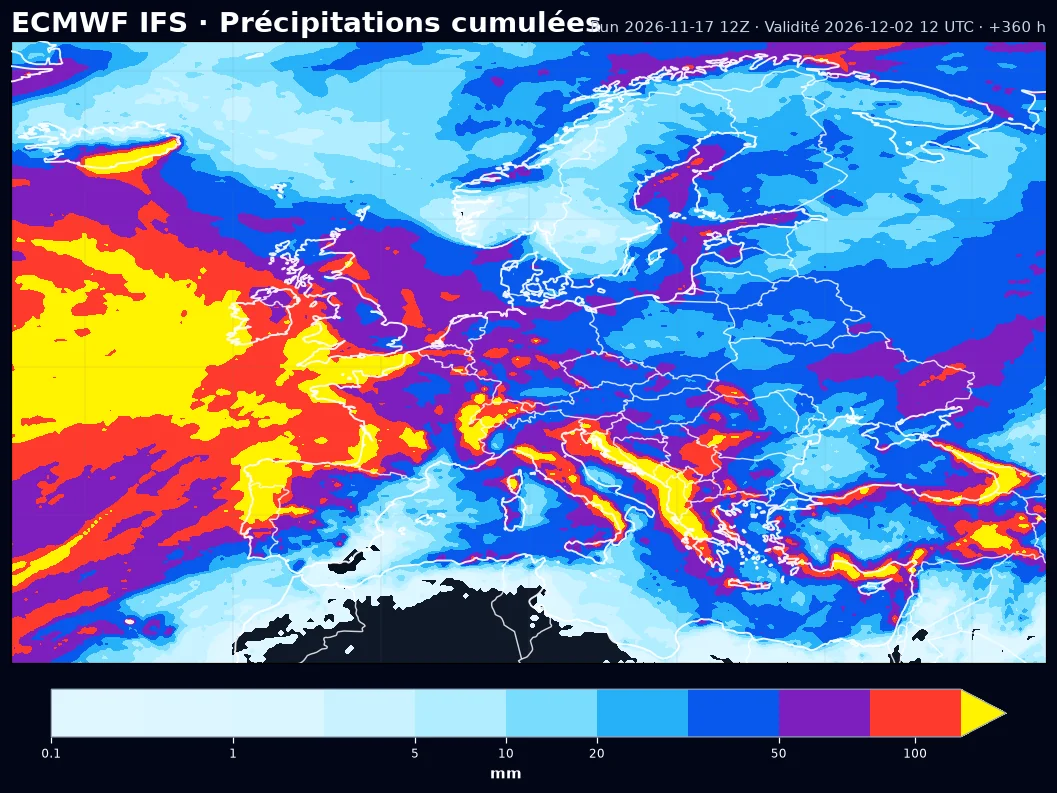 ECMWF IFS · Précipitations cumulées
Run 2026-11-17 12Z · Validité 2026-12-02 12 UTC · +360 h
0.1 1 5 10 20 50 100
mm